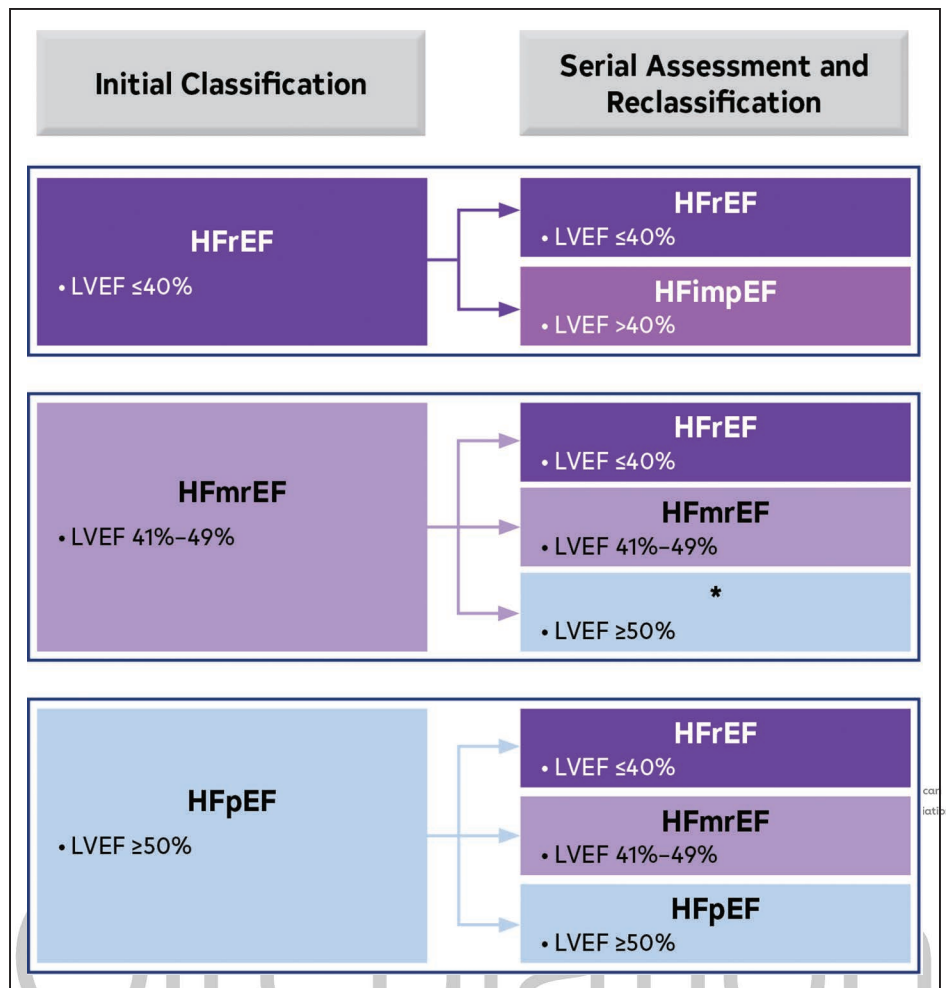 Initial Classification
Serial Assessment and
Reclassification
HFrEF
• LVEF ≤40%
HFrEF
• LVEF ≤40%
HFimpEF
• LVEF >40%
HFmrEF
• LVEF 41%–49%
HFrEF
• LVEF ≤40%
HFmrEF
• LVEF 41%–49%
*
• LVEF ≥50%
HFpEF
• LVEF ≥50%
HFrEF
• LVEF ≤40%
HFmrEF
• LVEF 41%–49%
HFpEF
• LVEF ≥50%